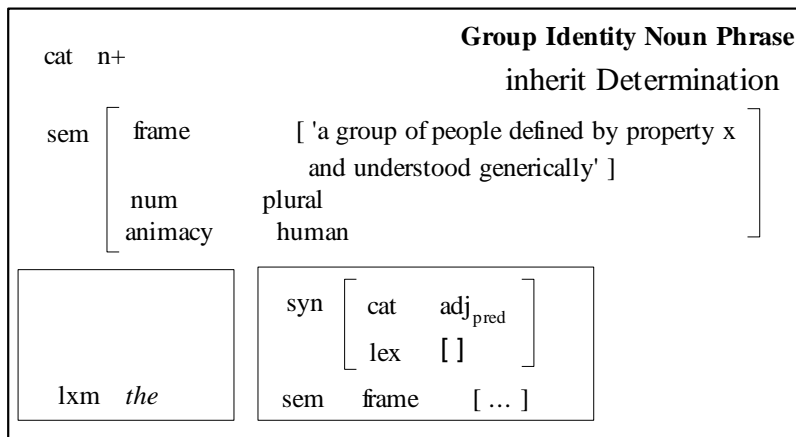 Group Identity Noun Phrase
cat n+
inherit Determination
sem frame [ 'a group of people defined by property x
and understood generically' ]
num plural
animacy human
syn cat adj_pred
lex [ ]
lxm the
sem frame [ ... ]